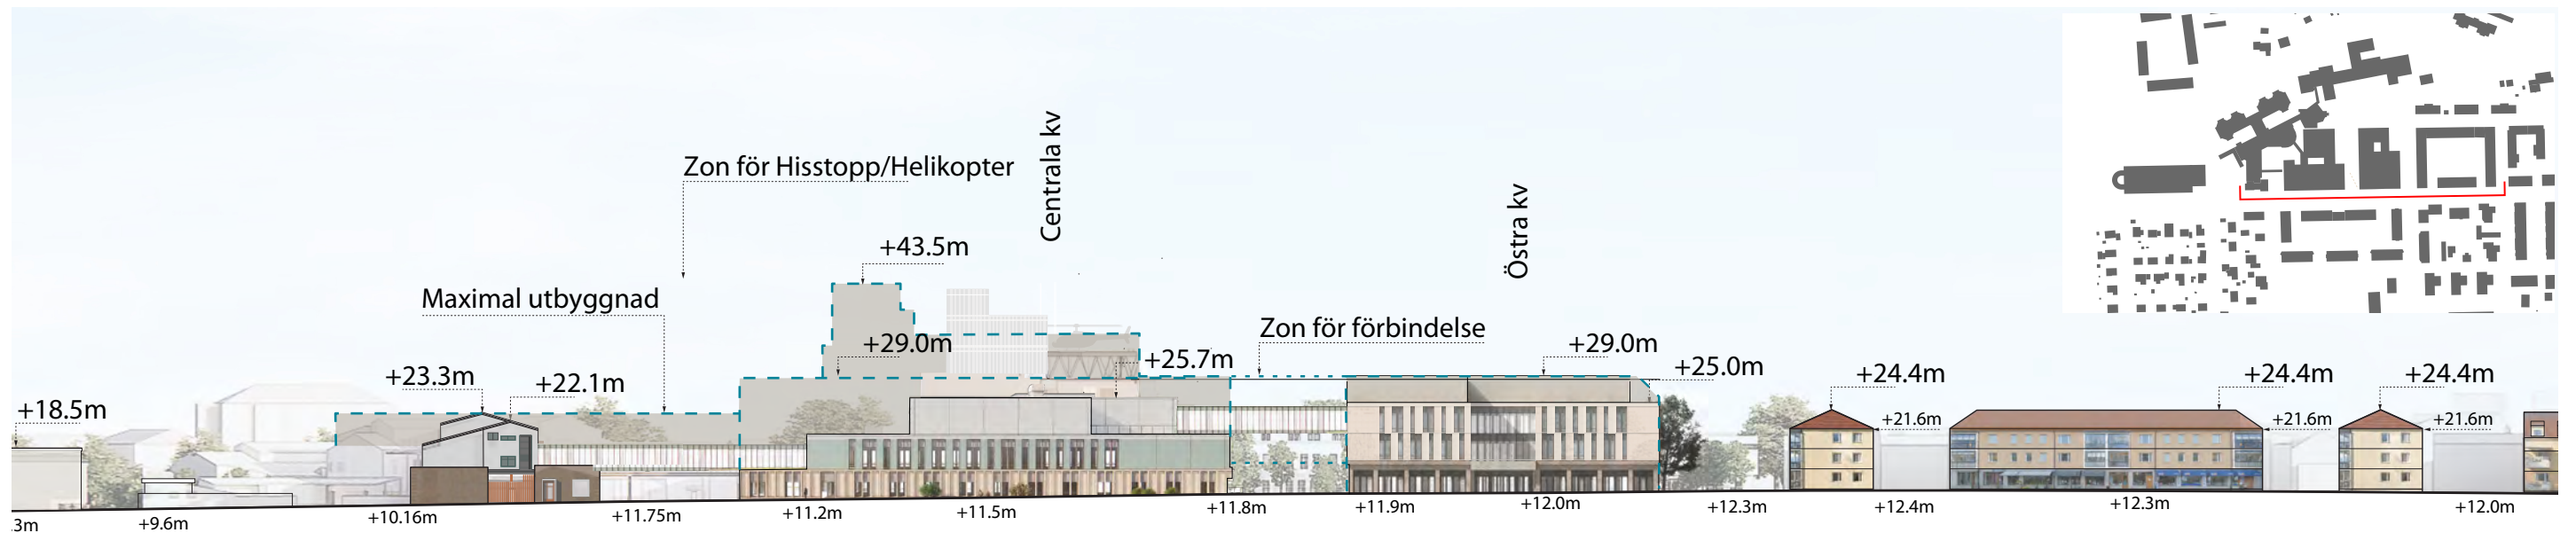 Centrala kv
Zon för Hisstopp/Helikopter
Östra kv
+43.5m
Maximal utbyggnad
Zon för förbindelse
+29.0m
+29.0m
+25.7m
+25.0m
+23.3m
+22.1m
+24.4m
+24.4m
+24.4m
+18.5m
+21.6m
+21.6m
+21.6m
.3m
+9.6m
+10.16m
+11.75m
+11.2m
+11.5m
+11.8m
+11.9m
+12.0m
+12.3m
+12.4m
+12.3m
+12.0m